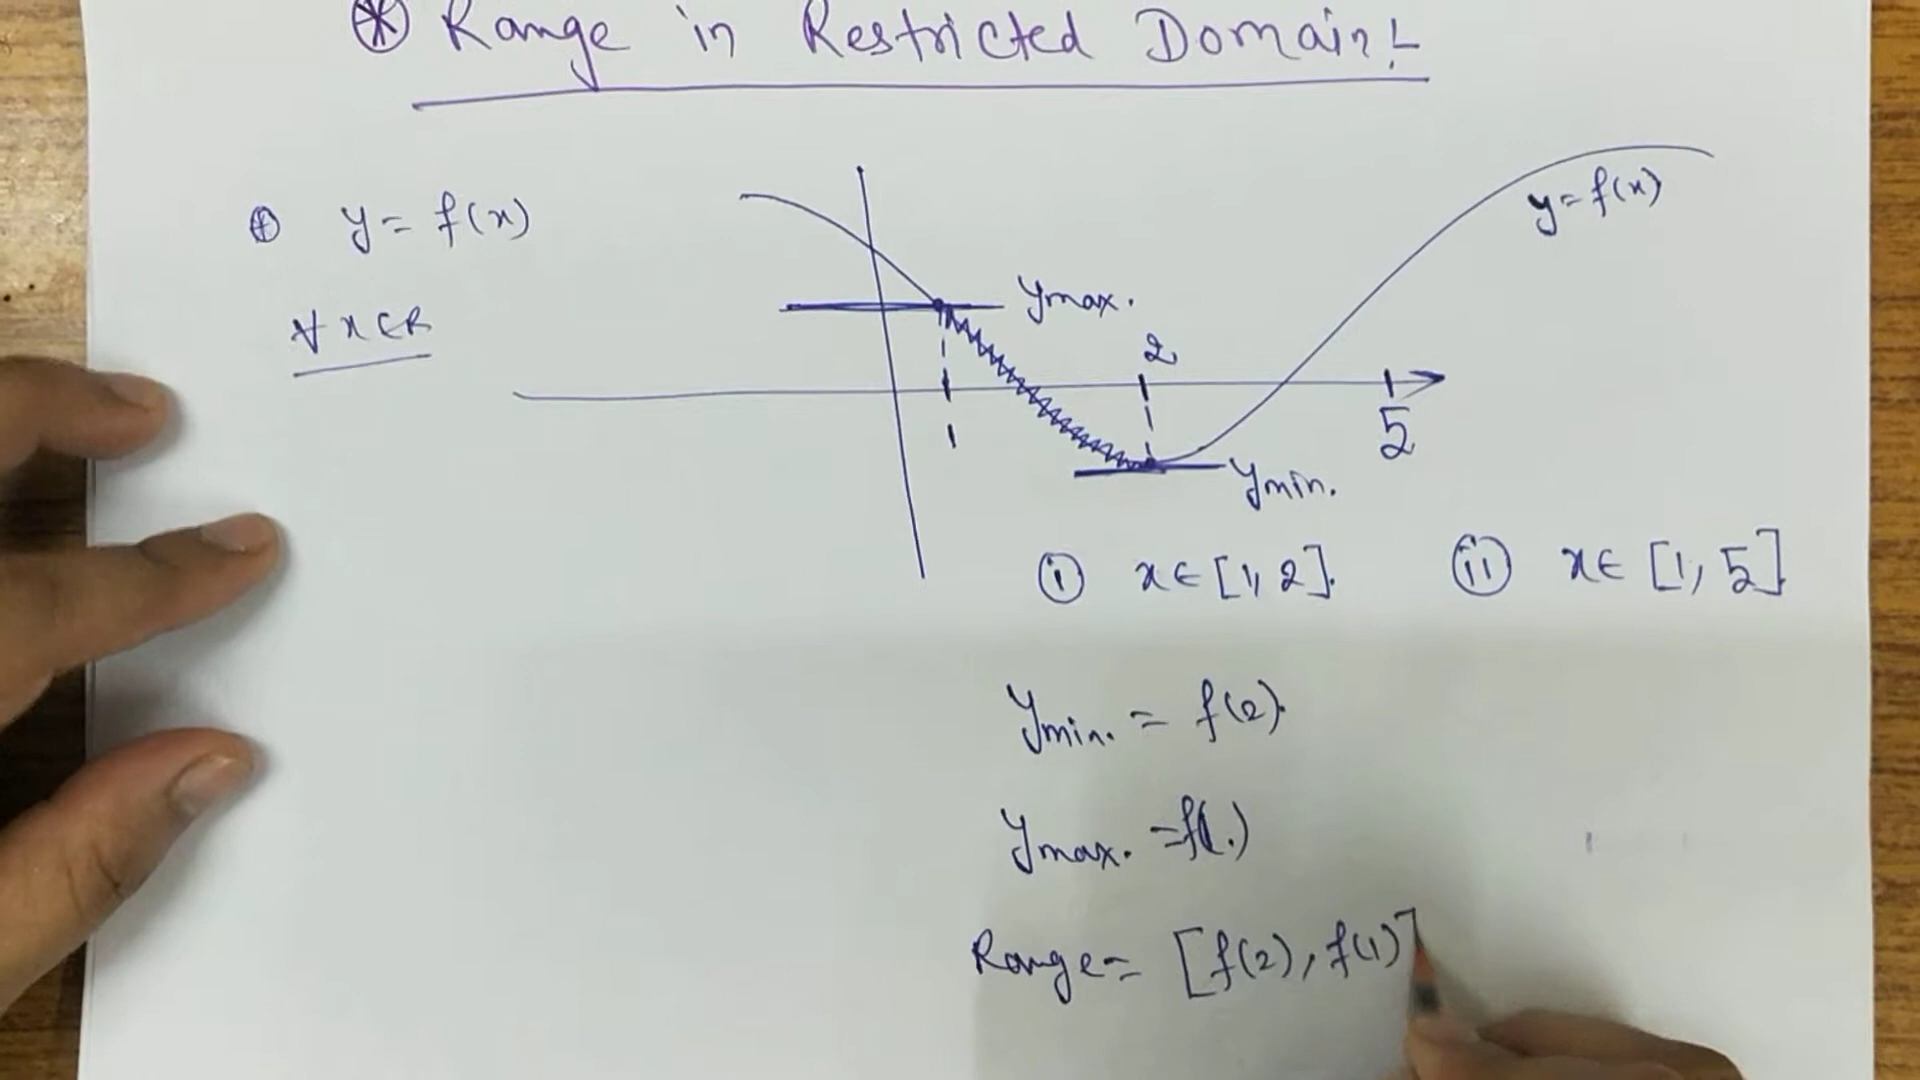 ⊛ Range in Restricted Domain!-
⊕ y = f(x)
y = f(x)
∀ x ∈ R
ymax.
2
1
5
ymin.
(i) x ∈ [1, 2].
(ii) x ∈ [1, 5]
ymin. = f(2).
ymax. = f(1.)
Range = [f(2), f(1)]